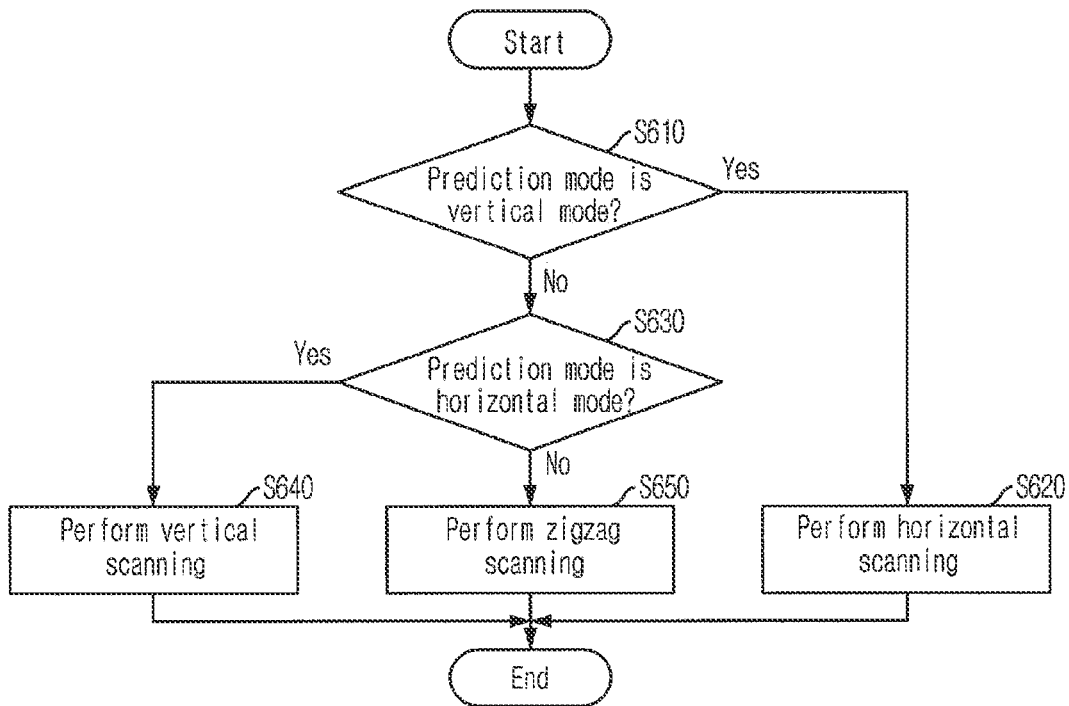 Start
S610
Prediction mode is
vertical mode?
Yes
No
S630
Yes
Prediction mode is
horizontal mode?
No
S640
Perform vertical
scanning
S650
Perform zigzag
scanning
S620
Perform horizontal
scanning
End